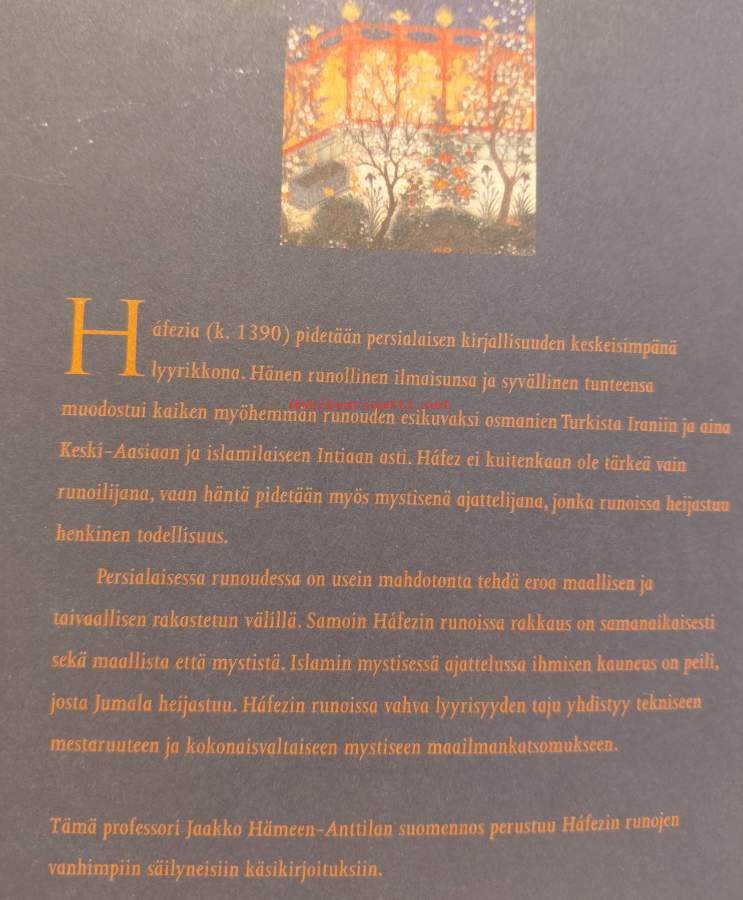 Háfezia (k. 1390) pidetään persialaisen kirjallisuuden keskeisimpänä
lyyrikkona. Hänen runollinen ilmaisunsa ja syvällinen tunteensa
antikvariaatti.net
muodostui kaiken myöhemmän runouden esikuvaksi osmanien Turkista Iraniin ja aina
Keski-Aasiaan ja islamilaiseen Intiaan asti. Háfez ei kuitenkaan ole tärkeä vain
runoilijana, vaan häntä pidetään myös mystisenä ajattelijana, jonka runoissa heijastuu
henkinen todellisuus.
Persialaisessa runoudessa on usein mahdotonta tehdä eroa maallisen ja
taivaallisen rakastetun välillä. Samoin Háfezin runoissa rakkaus on samanaikaisesti
sekä maallista että mystistä. Islamin mystisessä ajattelussa ihmisen kauneus on peili,
josta Jumala heijastuu. Háfezin runoissa vahva lyyrisyyden taju yhdistyy tekniseen
mestaruuteen ja kokonaisvaltaiseen mystiseen maailmankatsomukseen.
Tämä professori Jaakko Hämeen-Anttilan suomennos perustuu Háfezin runojen
vanhimpiin säilyneisiin käsikirjoituksiin.